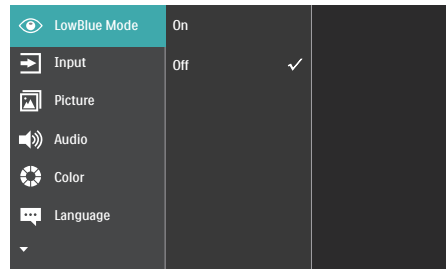 LowBlue Mode
On
Input
Off
Picture
Audio
Color
Language